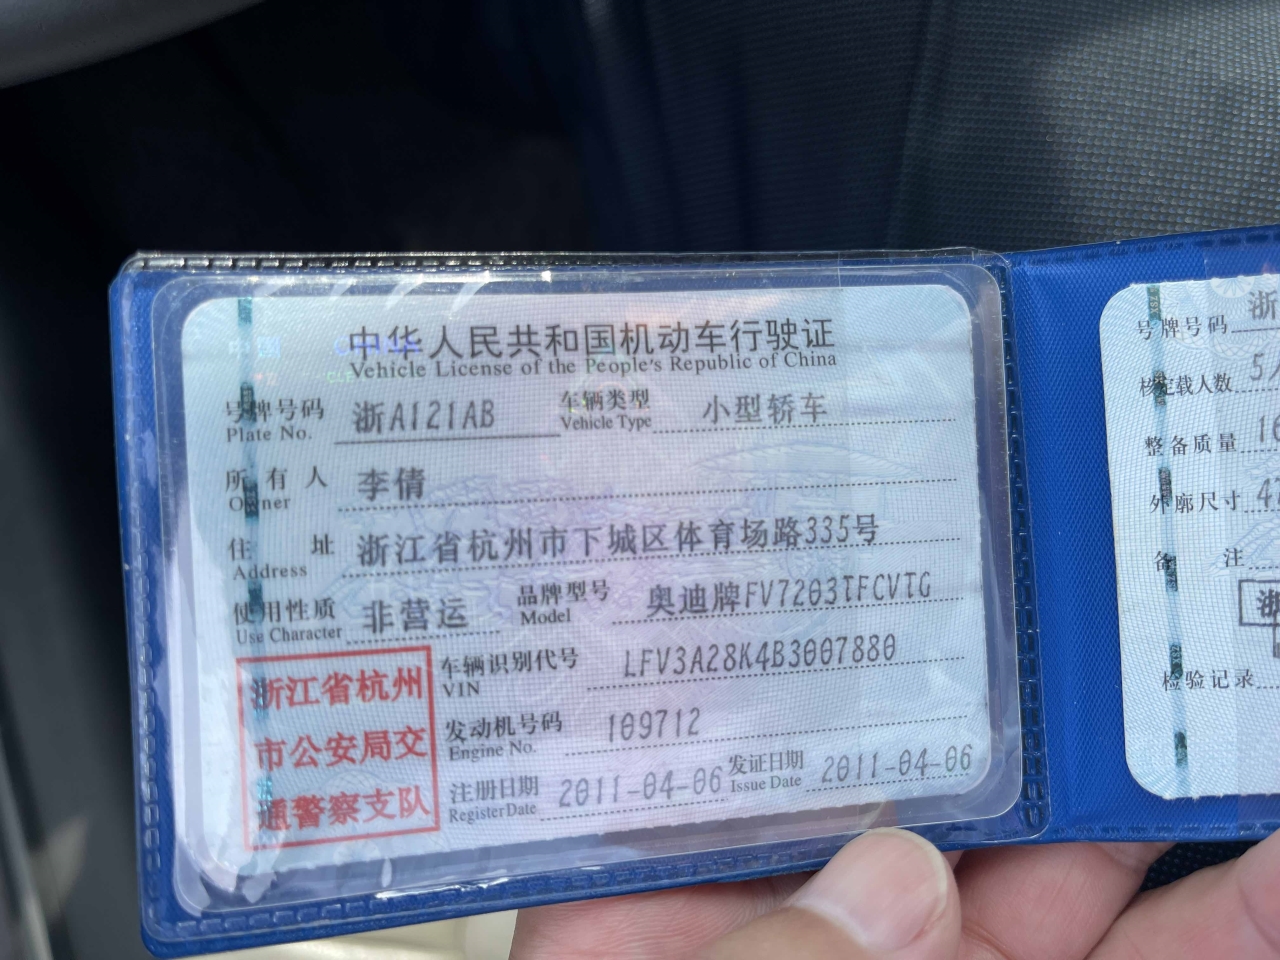 中华人民共和国机动车行驶证
Vehicle License of the People's Republic of China
号牌号码 浙A121AB 车辆类型 小型轿车
Plate No. Vehicle Type
所有人 李倩
Owner
住址 浙江省杭州市下城区体育场路335号
Address
使用性质 非营运 品牌型号 奥迪牌FV7203TFCVTG
Use Character Model
浙江省杭州
市公安局交
通警察支队
车辆识别代号 LFV3A28K4B3007880
VIN
发动机号码 109712
Engine No.
注册日期 2011-04-06 发证日期 2011-04-06
Register Date Issue Date
号牌号码 浙
核定载人数 5
整备质量 16
外廓尺寸 4
备注
浙
检验记录